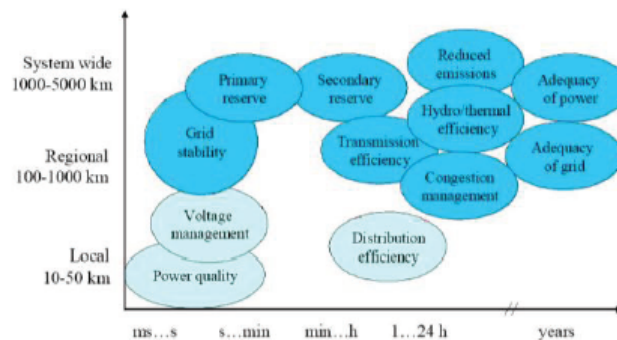 System wide
1000-5000 km
Regional
100-1000 km
Local
10-50 km
Primary
reserve
Secondary
reserve
Reduced
emissions
Adequacy
of power
Grid
stability
Hydro/thermal
efficiency
Transmission
efficiency
Adequacy
of grid
Congestion
management
Voltage
management
Distribution
efficiency
Power quality
ms…s
s…min
min…h
1…24 h
years